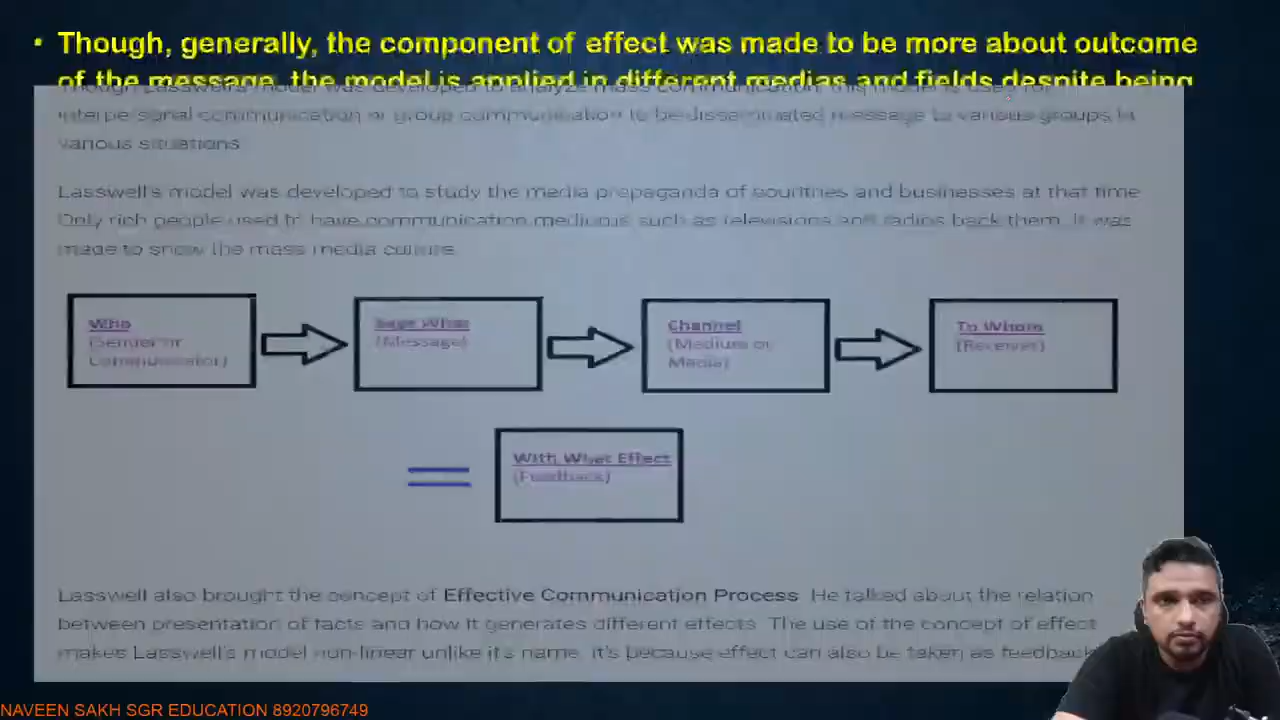 • Though, generally, the component of effect was made to be more about outcome
of the message, the model is applied in different medias and fields despite being
though Lasswell's model was developed to analyze mass communication, this model is used for
interpersonal communication or group communication to be disseminated message to various groups in
various situations.
Lasswell's model was developed to study the media propaganda of countries and businesses at that time.
Only rich people used to have communication mediums such as televisions and radios back them. It was
made to show the mass media culture.
Who
(Sender or
Communicator)
Says What
(Message)
Channel
(Medium or
Media)
To Whom
(Receiver)
With What Effect
(Feedback)
Lasswell also brought the concept of Effective Communication Process. He talked about the relation
between presentation of facts and how it generates different effects. The use of the concept of effect
makes Lasswell's model non-linear unlike it's name. It's because effect can also be taken as feedback.
NAVEEN SAKH SGR EDUCATION 8920796749